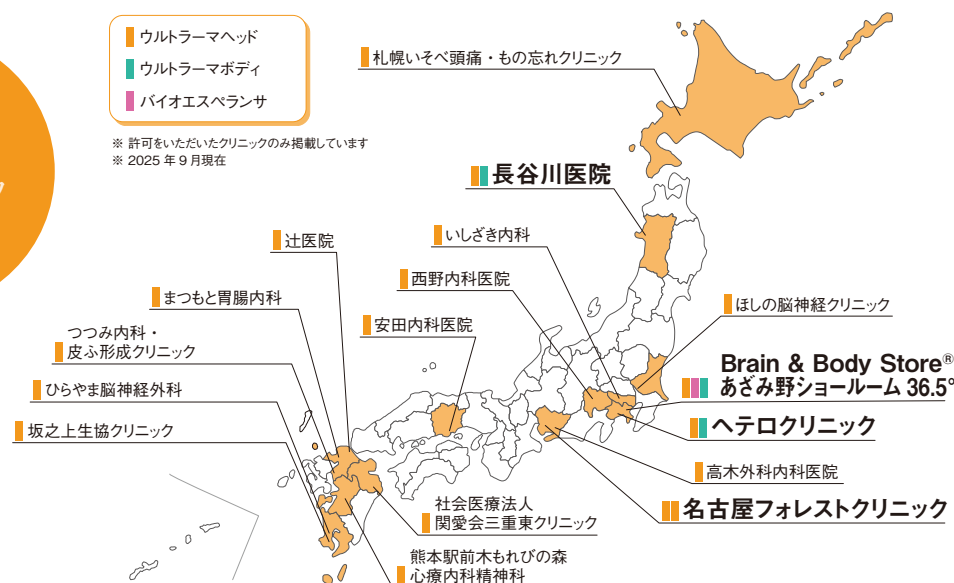 ウルトラーマヘッド
ウルトラーマボディ
バイオエスペランサ
※ 許可をいただいたクリニックのみ掲載しています
※ 2025 年 9 月現在
札幌いそべ頭痛・もの忘れクリニック
長谷川医院
辻医院
いしざき内科
西野内科医院
まつもと胃腸内科
安田内科医院
ほしの脳神経クリニック
つつみ内科・
皮ふ形成クリニック
ひらやま脳神経外科
坂之上生協クリニック
Brain & Body Store®
あざみ野ショールーム 36.5°
ヘテロクリニック
高木外科内科医院
名古屋フォレストクリニック
社会医療法人
関愛会三重東クリニック
熊本駅前木もれびの森
心療内科精神科